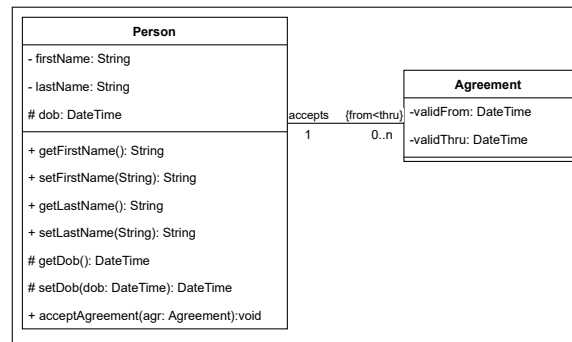 Person
- firstName: String
- lastName: String
# dob: DateTime
+ getFirstName(): String
+ setFirstName(String): String
+ getLastName(): String
+ setLastName(String): String
# getDob(): DateTime
# setDob(dob: DateTime): DateTime
+ acceptAgreement(agr: Agreement):void
accepts {from<thru}
1 0..n
Agreement
-validFrom: DateTime
-validThru: DateTime